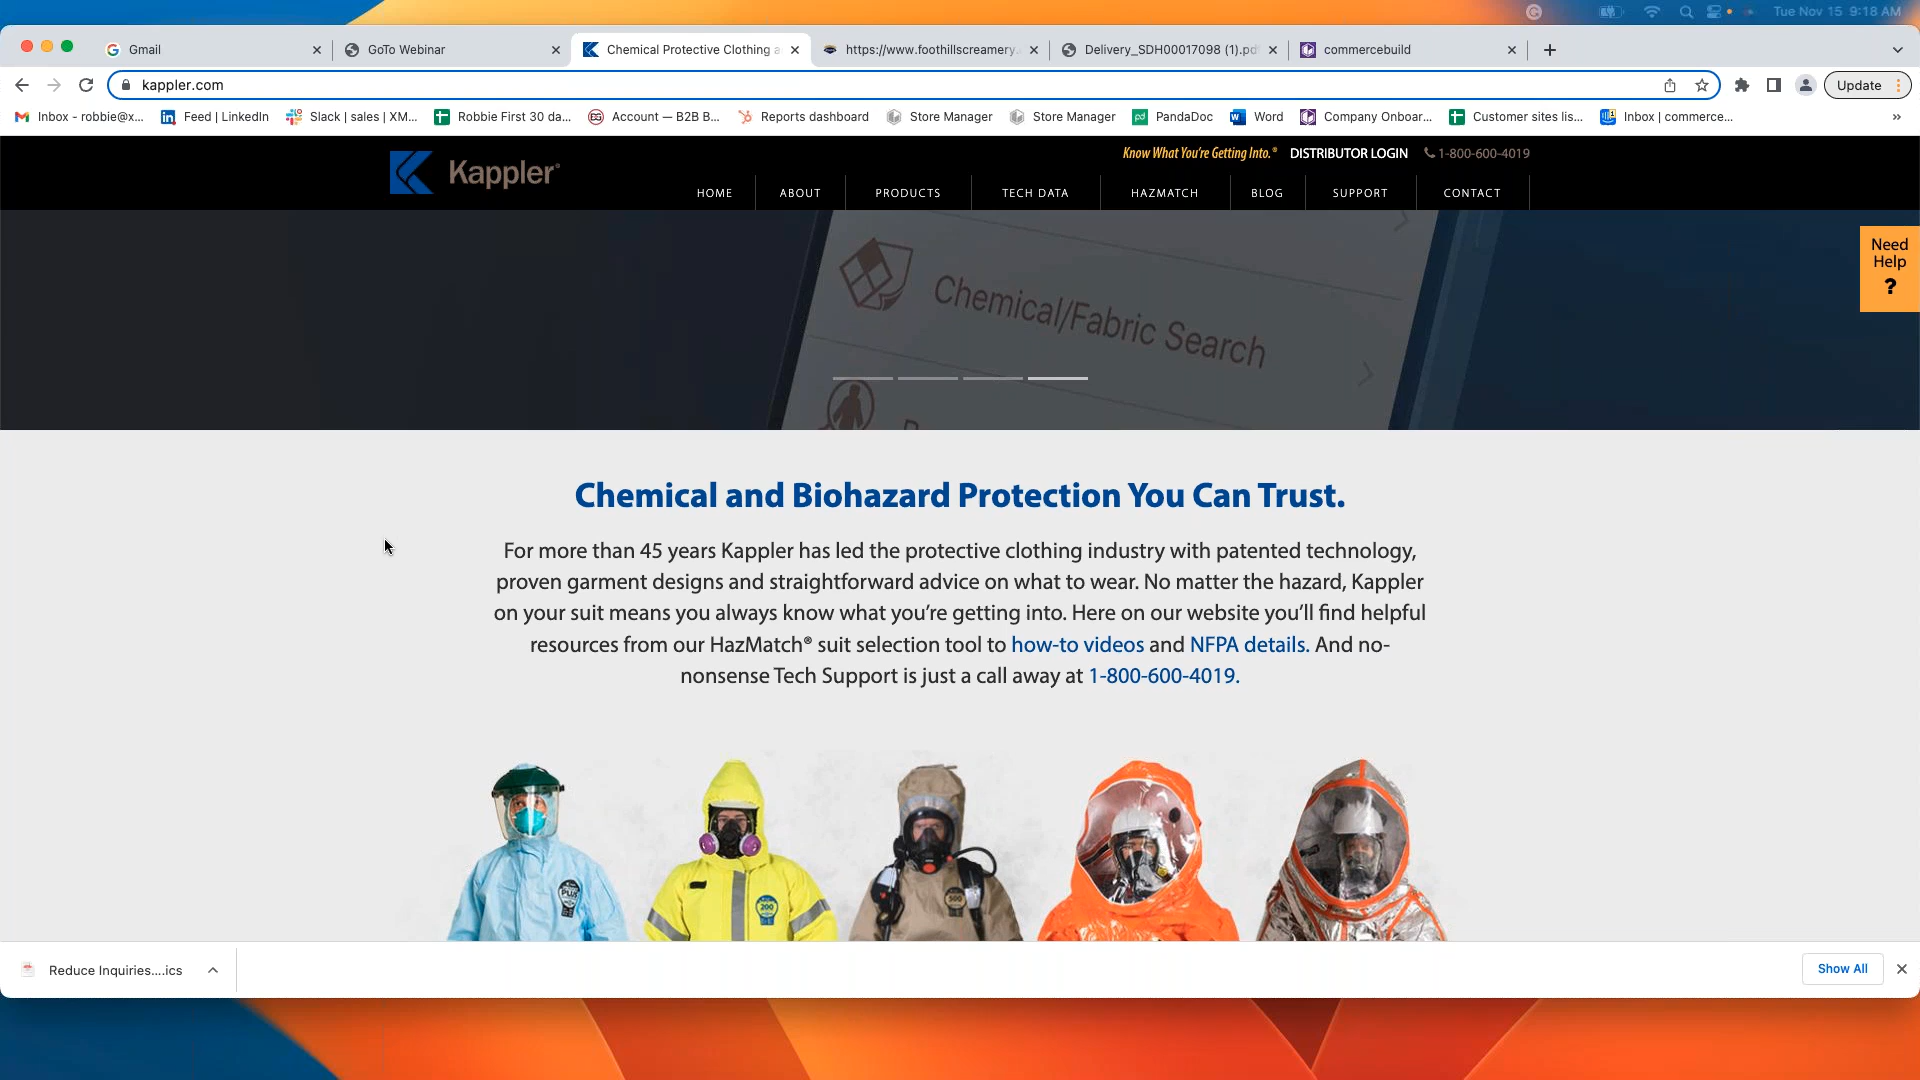 Tue Nov 15 9:18 AM
Gmail
GoTo Webinar
Chemical Protective Clothing a
https://www.foothillscreamery.
Delivery_SDH00017098 (1).pd
commercebuild
kappler.com
Update
Inbox - robbie@x...
Feed | LinkedIn
Slack | sales | XM...
Robbie First 30 da...
Account — B2B B...
Reports dashboard
Store Manager
Store Manager
PandaDoc
Word
Company Onboar...
Customer sites lis...
Inbox | commerce...
Kappler®
Know What You're Getting Into.®
DISTRIBUTOR LOGIN
1-800-600-4019
HOME
ABOUT
PRODUCTS
TECH DATA
HAZMATCH
BLOG
SUPPORT
CONTACT
Need
Help
?
Chemical/Fabric Search
Chemical and Biohazard Protection You Can Trust.
For more than 45 years Kappler has led the protective clothing industry with patented technology,
proven garment designs and straightforward advice on what to wear. No matter the hazard, Kappler
on your suit means you always know what you're getting into. Here on our website you'll find helpful
resources from our HazMatch® suit selection tool to how-to videos and NFPA details. And no-
nonsense Tech Support is just a call away at 1-800-600-4019.
PLUS
200
500
Reduce Inquiries....ics
Show All